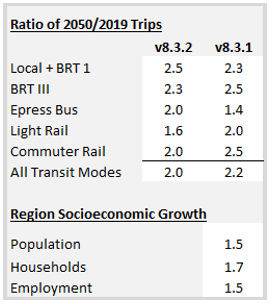 Ratio of 2050/2019 Trips
v8.3.2 v8.3.1
Local + BRT 1 2.5 2.3
BRT III 2.3 2.5
Epress Bus 2.0 1.4
Light Rail 1.6 2.0
Commuter Rail 2.0 2.5
All Transit Modes 2.0 2.2
Region Socioeconomic Growth
Population 1.5
Households 1.7
Employment 1.5